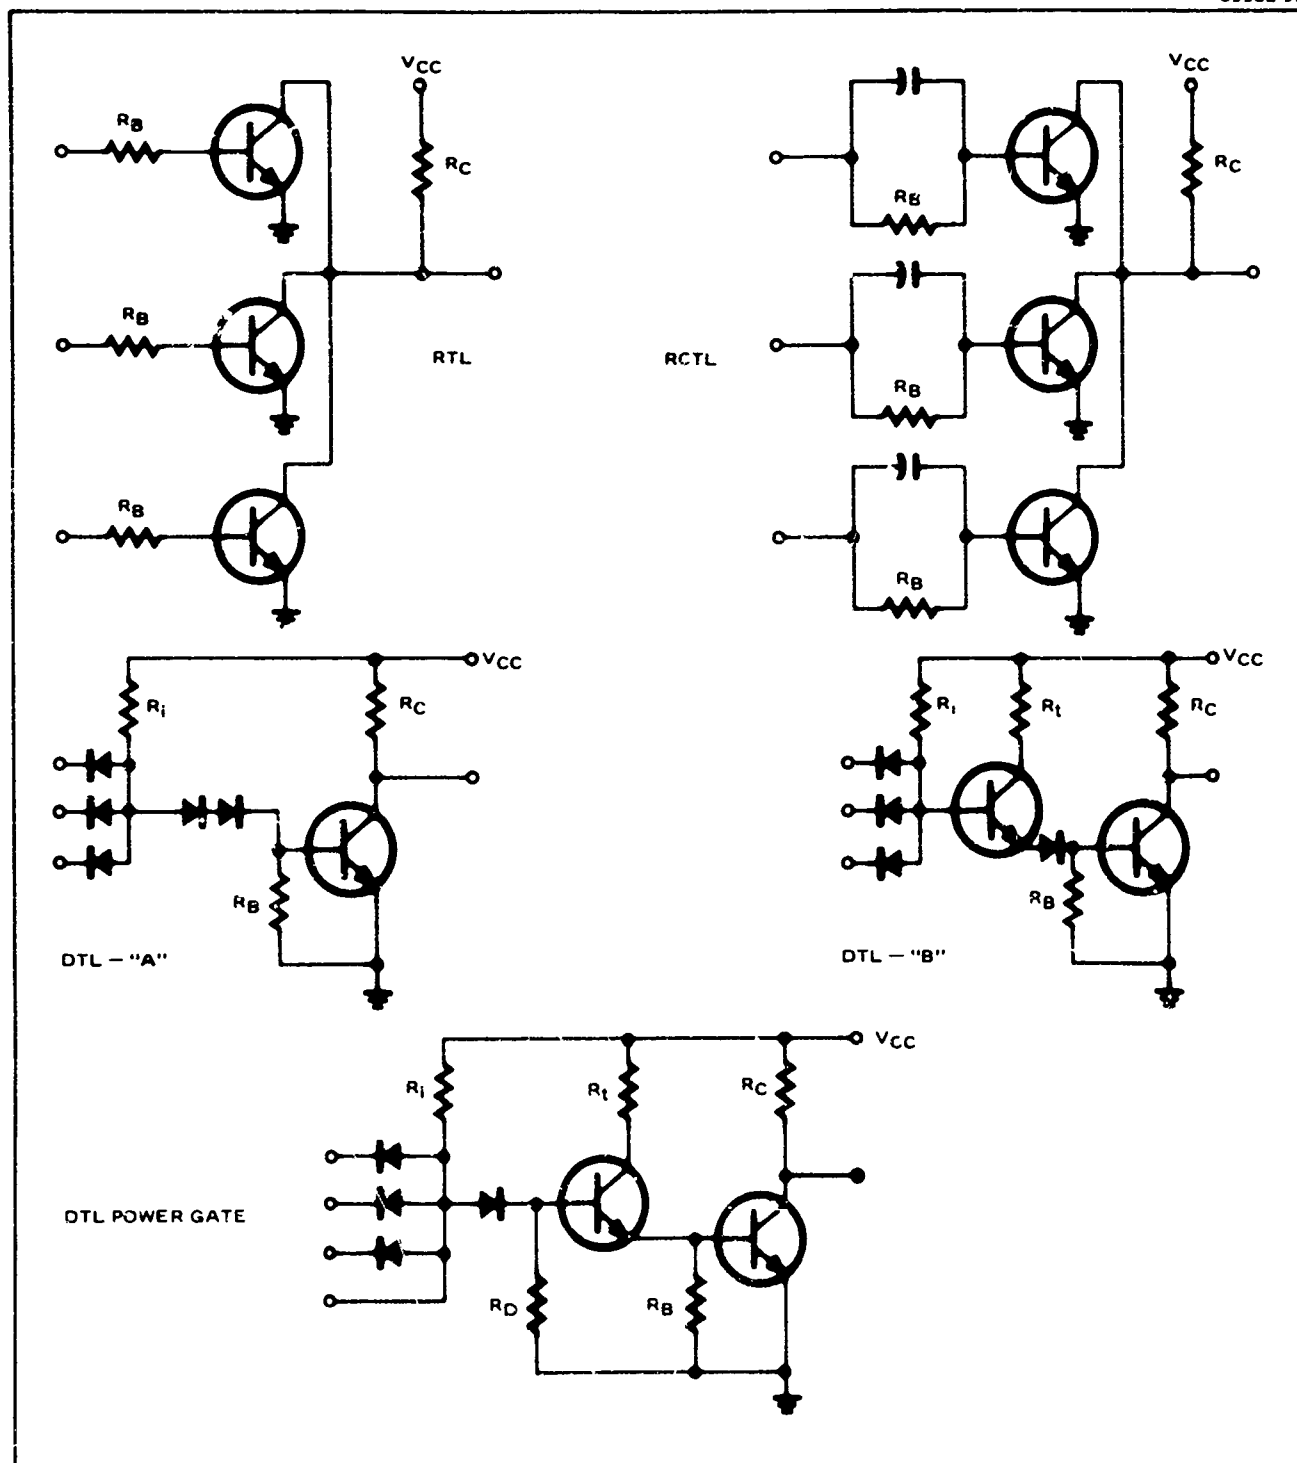 VCC
VCC
RB
RC
RB
RC
RB
RTL
RCTL
RB
RB
RB
VCC
VCC
Ri
RC
Ri
Rt
RC
RB
RB
DTL – "A"
DTL – "B"
VCC
Ri
Rt
RC
DTL POWER GATE
RD
RB